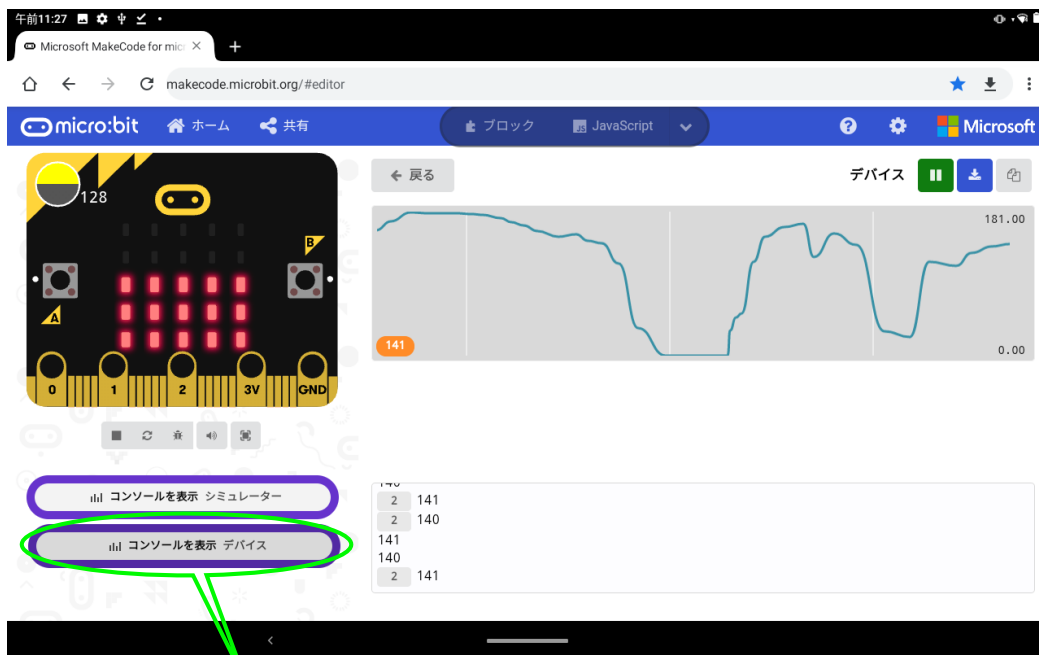 午前11:27
Microsoft MakeCode for micr
makecode.microbit.org/#editor
micro:bit ホーム 共有 ブロック JavaScript Microsoft
128
A
B
0 1 2 3V GND
コンソールを表示 シミュレーター
コンソールを表示 デバイス
戻る デバイス
181.00
141
0.00
140
2 141
2 140
141
140
2 141